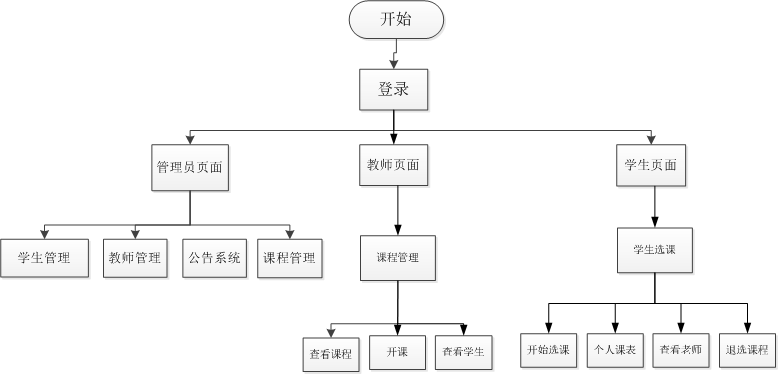 开始
登录
管理员页面
教师页面
学生页面
学生管理
教师管理
公告系统
课程管理
课程管理
学生选课
查看课程
开课
查看学生
开始选课
个人课表
查看老师
退选课程